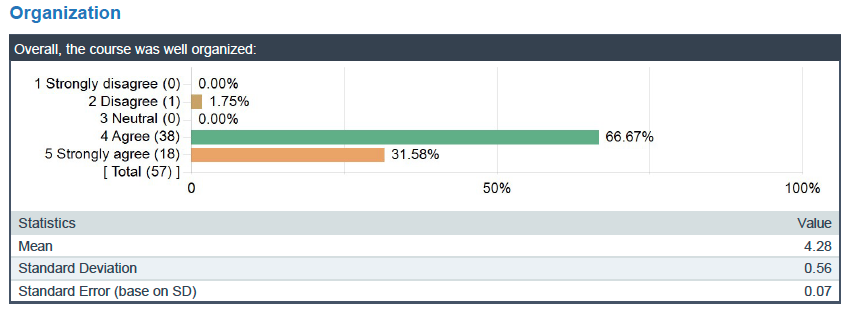 Organization
Overall, the course was well organized:
1 Strongly disagree (0) 0.00%
2 Disagree (1) 1.75%
3 Neutral (0) 0.00%
4 Agree (38) 66.67%
5 Strongly agree (18) 31.58%
[ Total (57) ]
0 50% 100%
Statistics Value
Mean 4.28
Standard Deviation 0.56
Standard Error (base on SD) 0.07